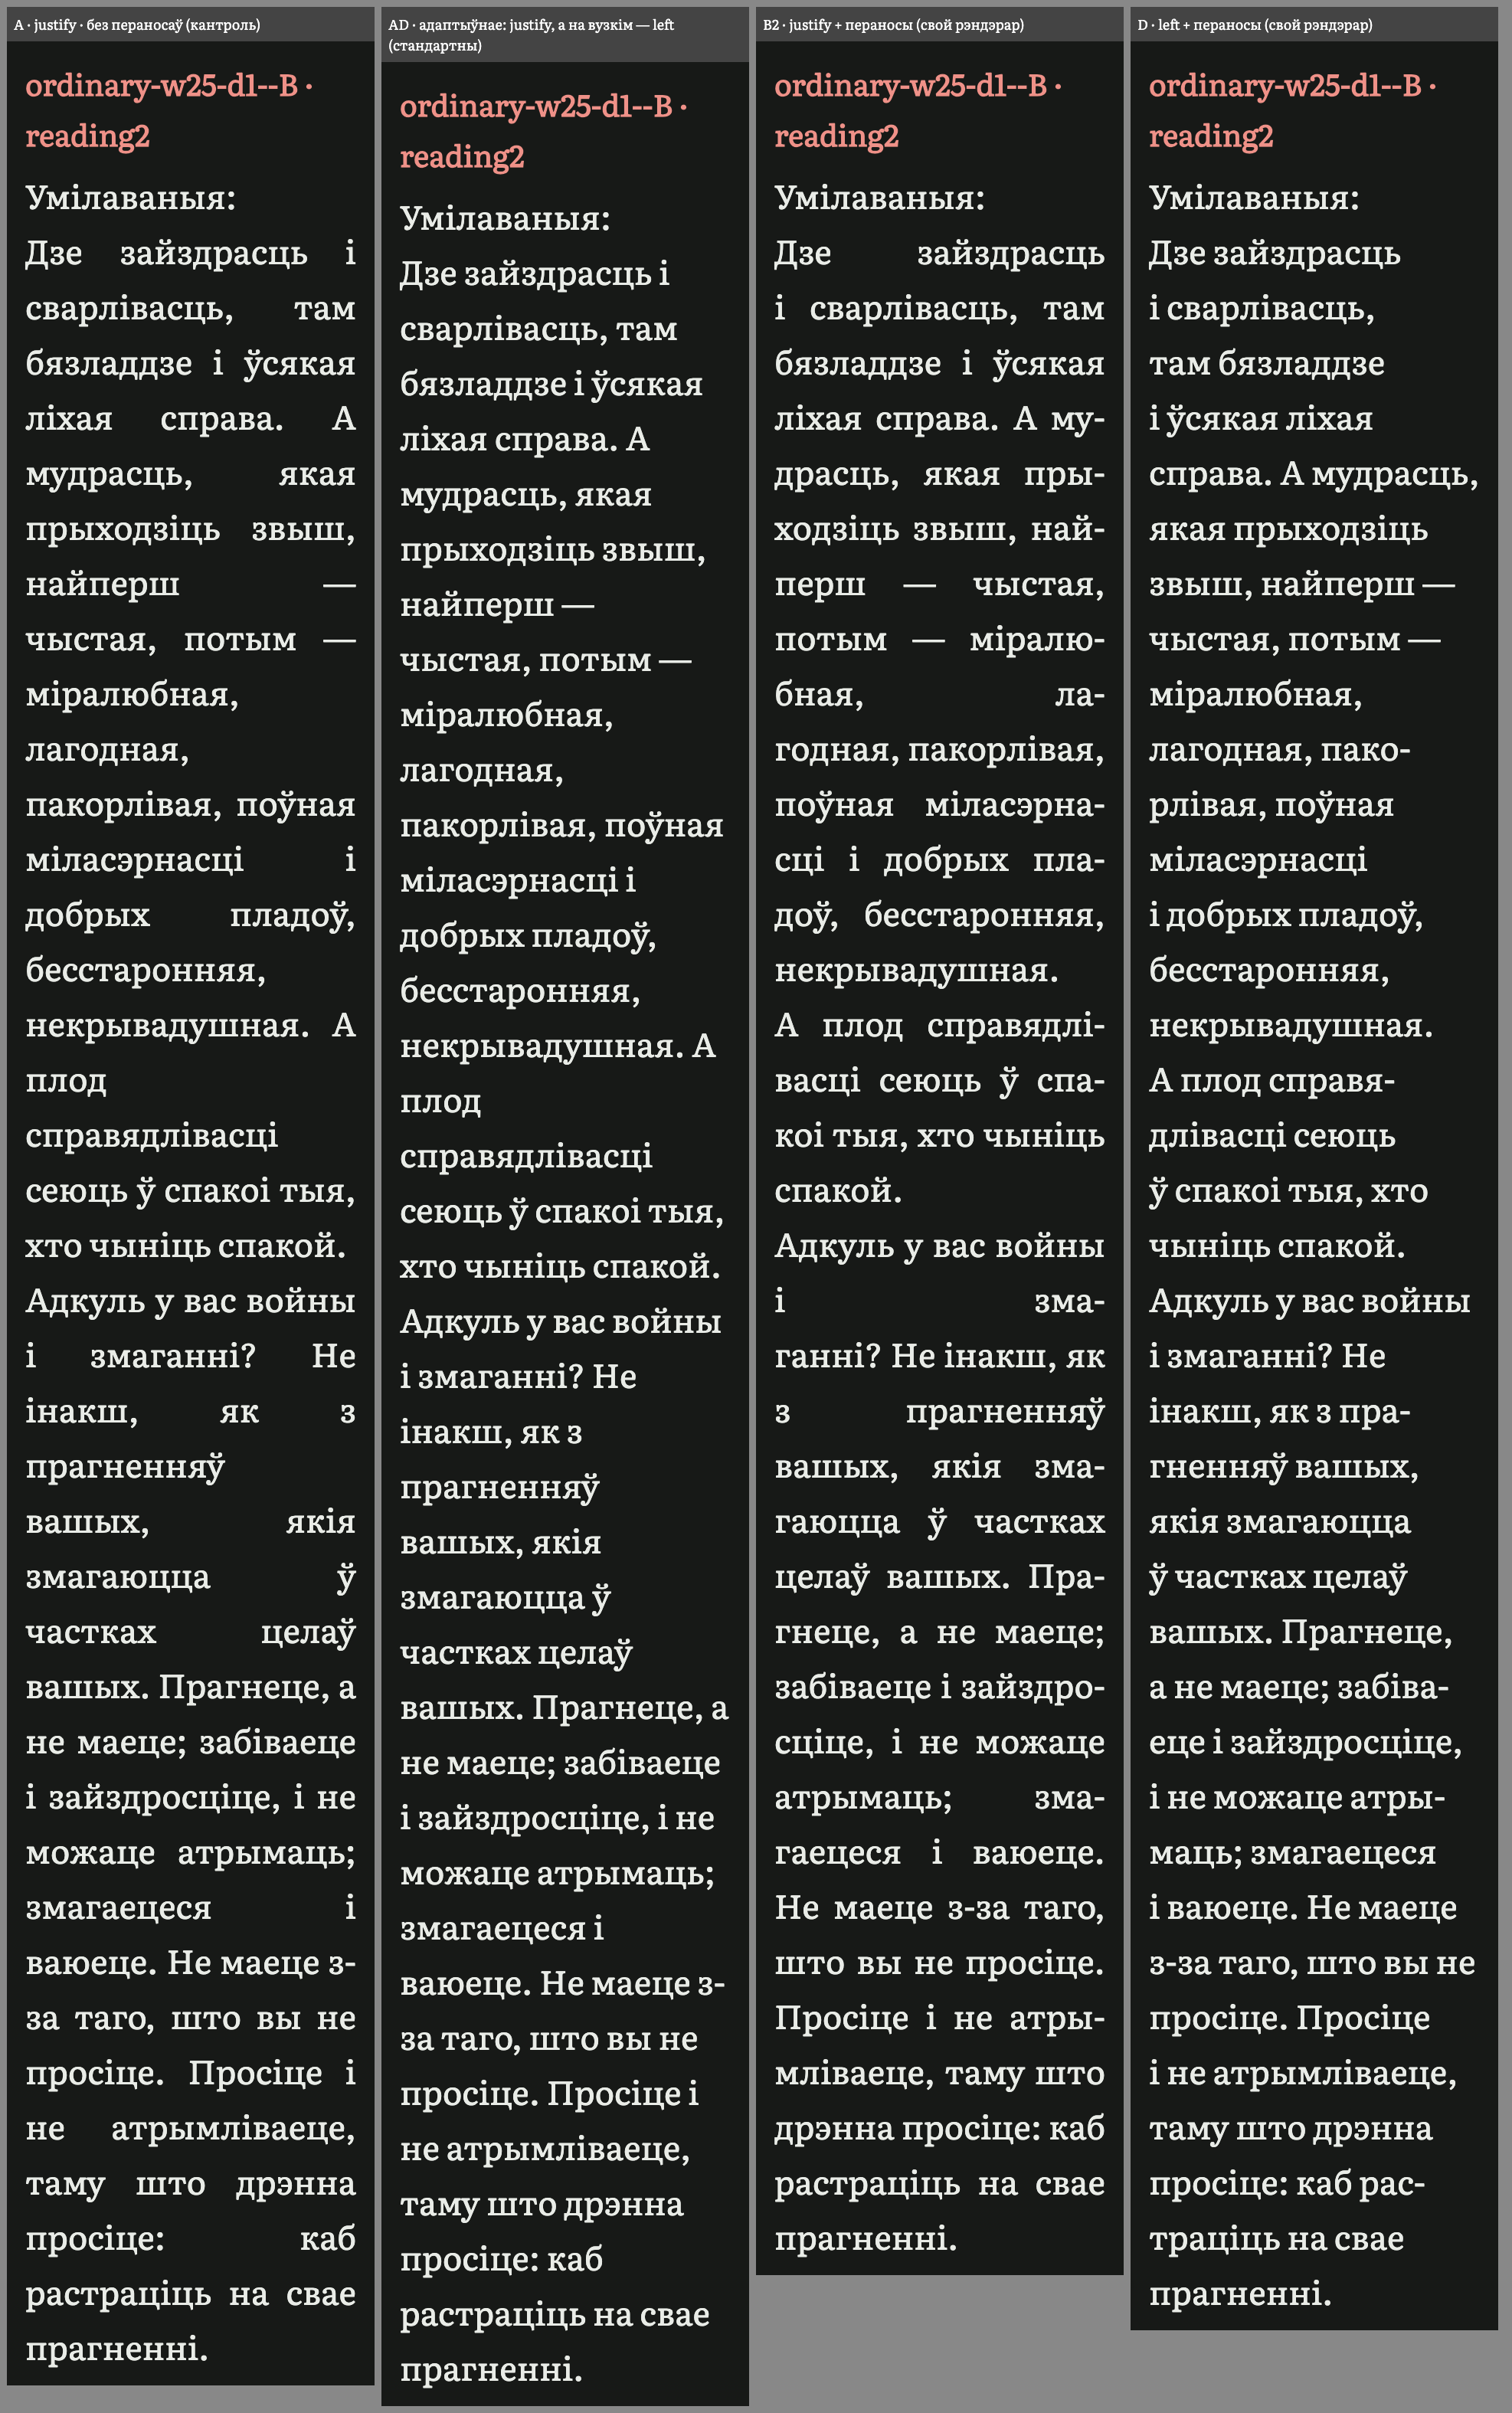 A · justify · без пераносаў (кантроль)
ordinary-w25-d1--B ·
reading2
Умілаваныя:
Дзе зайздрасць і
сварлівасць, там
бязладдзе і ўсякая
ліхая справа. А
мудрасць, якая
прыходзіць звыш,
найперш —
чыстая, потым —
міралюбная,
лагодная,
пакорлівая, поўная
міласэрнасці і
добрых пладоў,
бесстаронняя,
некрывадушная. А
плод
справядлівасці
сеюць ў спакоі тыя,
хто чыніць спакой.
Адкуль у вас войны
і змаганні? Не
інакш, як з
прагненняў
вашых, якія
змагаюцца ў
частках целаў
вашых. Прагнеце, а
не маеце; забіваеце
і зайздросціце, і не
можаце атрымаць;
змагаецеся і
ваюеце. Не маеце з-
за таго, што вы не
просіце. Просіце і
не атрымліваеце,
таму што дрэнна
просіце: каб
растраціць на свае
прагненні.
AD · адаптыўнае: justify, а на вузкім — left
(стандартны)
ordinary-w25-d1--B ·
reading2
Умілаваныя:
Дзе зайздрасць і
сварлівасць, там
бязладдзе і ўсякая
ліхая справа. А
мудрасць, якая
прыходзіць звыш,
найперш —
чыстая, потым —
міралюбная,
лагодная,
пакорлівая, поўная
міласэрнасці і
добрых пладоў,
бесстаронняя,
некрывадушная. А
плод
справядлівасці
сеюць ў спакоі тыя,
хто чыніць спакой.
Адкуль у вас войны
і змаганні? Не
інакш, як з
прагненняў
вашых, якія
змагаюцца ў
частках целаў
вашых. Прагнеце, а
не маеце; забіваеце
і зайздросціце, і не
можаце атрымаць;
змагаецеся і
ваюеце. Не маеце з-
за таго, што вы не
просіце. Просіце і
не атрымліваеце,
таму што дрэнна
просіце: каб
растраціць на свае
прагненні.
B2 · justify + пераносы (свой рэндэрар)
ordinary-w25-d1--B ·
reading2
Умілаваныя:
Дзе зайздрасць
і сварлівасць, там
бязладдзе і ўсякая
ліхая справа. А му-
драсць, якая пры-
ходзіць звыш, най-
перш — чыстая,
потым — міралю-
бная, ла-
годная, пакорлівая,
поўная міласэрна-
сці і добрых пла-
доў, бесстаронняя,
некрывадушная.
А плод справядлі-
васці сеюць ў спа-
коі тыя, хто чыніць
спакой.
Адкуль у вас войны
і зма-
ганні? Не інакш, як
з прагненняў
вашых, якія зма-
гаюцца ў частках
целаў вашых. Пра-
гнеце, а не маеце;
забіваеце і зайздро-
сціце, і не можаце
атрымаць; зма-
гаецеся і ваюеце.
Не маеце з-за таго,
што вы не просіце.
Просіце і не атры-
мліваеце, таму што
дрэнна просіце: каб
растраціць на свае
прагненні.
D · left + пераносы (свой рэндэрар)
ordinary-w25-d1--B ·
reading2
Умілаваныя:
Дзе зайздрасць
і сварлівасць,
там бязладдзе
і ўсякая ліхая
справа. А мудрасць,
якая прыходзіць
звыш, найперш —
чыстая, потым —
міралюбная,
лагодная, пако-
рлівая, поўная
міласэрнасці
і добрых пладоў,
бесстаронняя,
некрывадушная.
А плод справя-
длівасці сеюць
ў спакоі тыя, хто
чыніць спакой.
Адкуль у вас войны
і змаганні? Не
інакш, як з пра-
гненняў вашых,
якія змагаюцца
ў частках целаў
вашых. Прагнеце,
а не маеце; забіва-
еце і зайздросціце,
і не можаце атры-
маць; змагаецеся
і ваюеце. Не маеце
з-за таго, што вы не
просіце. Просіце
і не атрымліваеце,
таму што дрэнна
просіце: каб рас-
траціць на свае
прагненні.